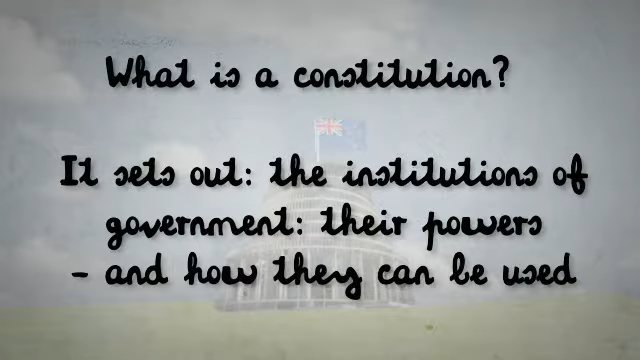 What is a constitution?
It sets out: the institutions of
government: their powers
- and how they can be used